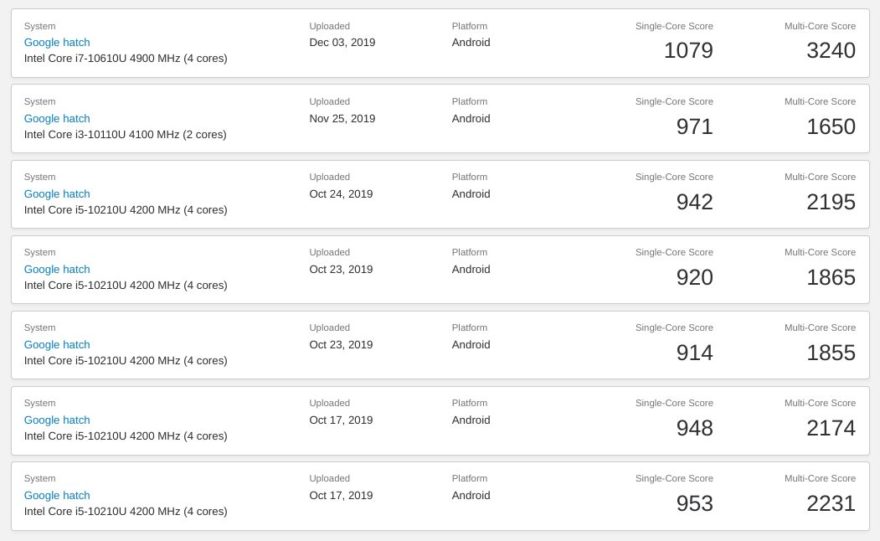 System Uploaded Platform Single-Core Score Multi-Core Score
Google hatch Dec 03, 2019 Android 1079 3240
Intel Core i7-10610U 4900 MHz (4 cores)
System Uploaded Platform Single-Core Score Multi-Core Score
Google hatch Nov 25, 2019 Android 971 1650
Intel Core i3-10110U 4100 MHz (2 cores)
System Uploaded Platform Single-Core Score Multi-Core Score
Google hatch Oct 24, 2019 Android 942 2195
Intel Core i5-10210U 4200 MHz (4 cores)
System Uploaded Platform Single-Core Score Multi-Core Score
Google hatch Oct 23, 2019 Android 920 1865
Intel Core i5-10210U 4200 MHz (4 cores)
System Uploaded Platform Single-Core Score Multi-Core Score
Google hatch Oct 23, 2019 Android 914 1855
Intel Core i5-10210U 4200 MHz (4 cores)
System Uploaded Platform Single-Core Score Multi-Core Score
Google hatch Oct 17, 2019 Android 948 2174
Intel Core i5-10210U 4200 MHz (4 cores)
System Uploaded Platform Single-Core Score Multi-Core Score
Google hatch Oct 17, 2019 Android 953 2231
Intel Core i5-10210U 4200 MHz (4 cores)